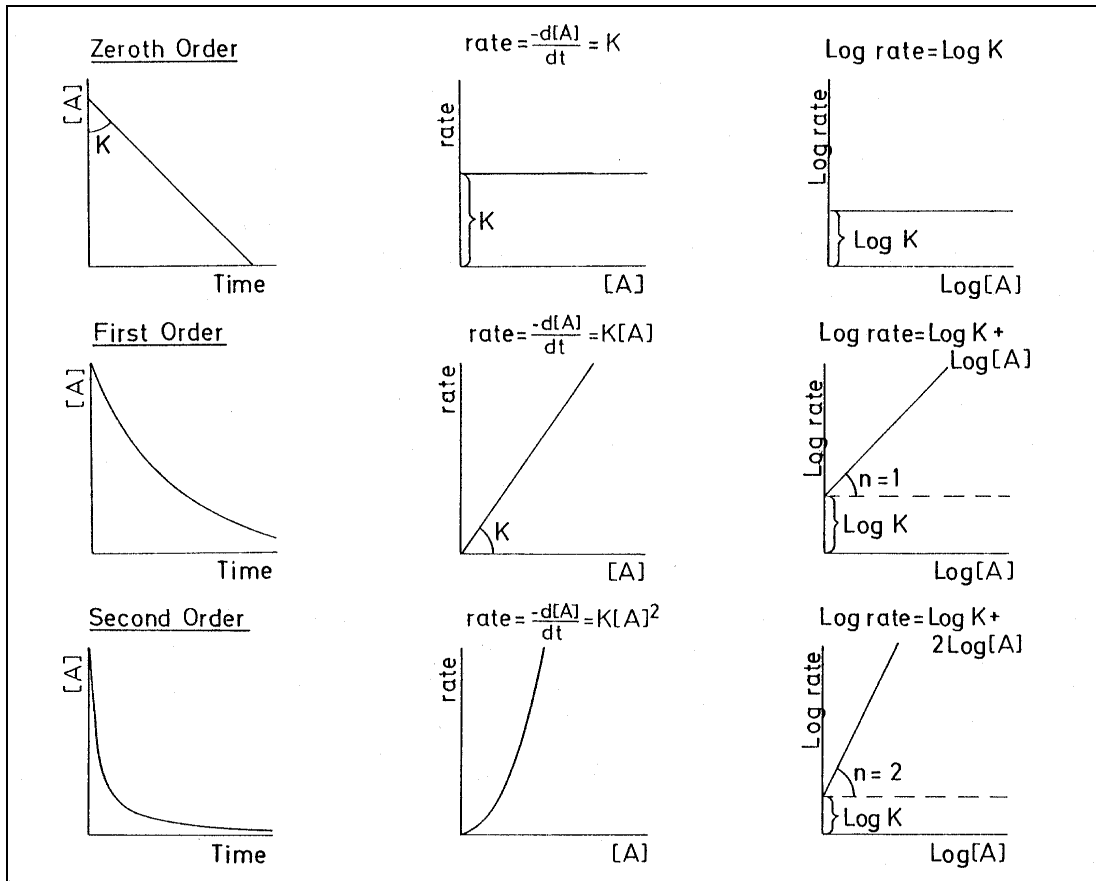 Zeroth Order
rate = -d[A]/dt = K
Log rate = Log K
[A]
K
Time
rate
K
[A]
Log rate
Log K
Log[A]
First Order
rate = -d[A]/dt = K[A]
Log rate = Log K +
Log[A]
[A]
Time
rate
K
[A]
Log rate
n = 1
Log K
Log[A]
Second Order
rate = -d[A]/dt = K[A]²
Log rate = Log K +
2Log[A]
[A]
Time
rate
[A]
Log rate
n = 2
Log K
Log[A]